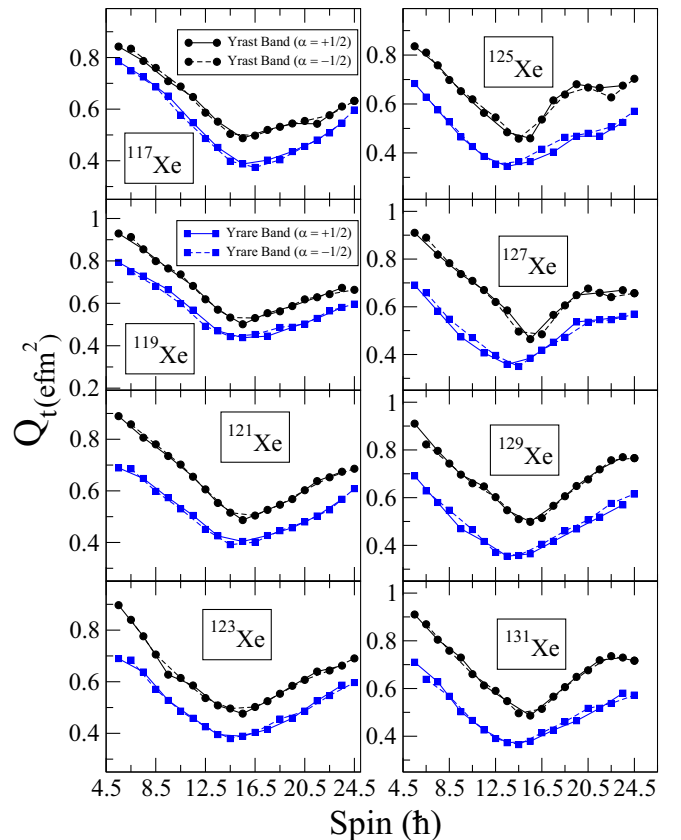 Yrast Band (α = +1/2)
Yrast Band (α = −1/2)
0.8
0.6
0.4
¹¹⁷Xe
0.8
0.6
0.4
¹²⁵Xe
Yrare Band (α = +1/2)
Yrare Band (α = −1/2)
1
0.8
0.6
0.4
0.2
¹¹⁹Xe
1
0.8
0.6
0.4
¹²⁷Xe
0.8
0.6
0.4
¹²¹Xe
1
0.8
0.6
0.4
¹²⁹Xe
0.8
0.6
0.4
¹²³Xe
1
0.8
0.6
0.4
¹³¹Xe
Qₜ(efm²)
4.5 8.5 12.5 16.5 20.5 4.5 8.5 12.5 16.5 20.5 24.5
Spin (ħ)